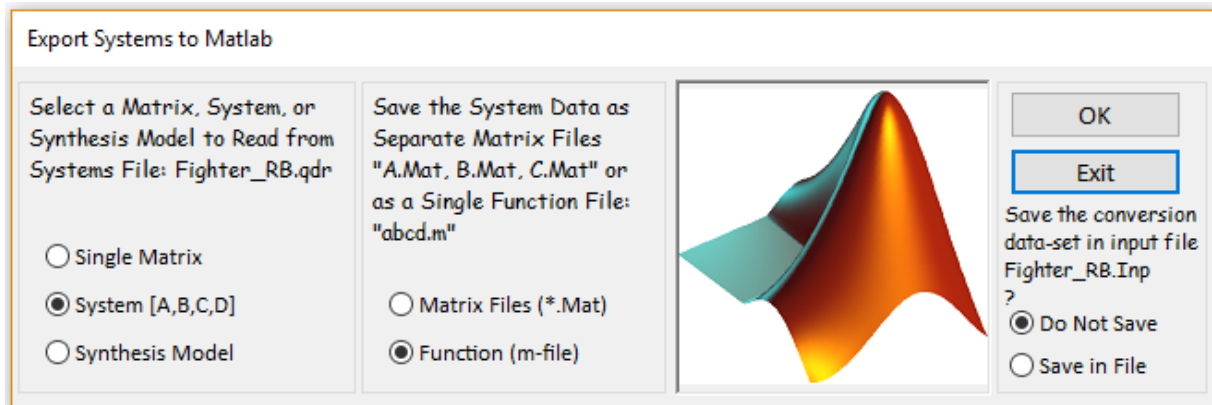 Export Systems to Matlab
Select a Matrix, System, or
Synthesis Model to Read from
Systems File: Fighter_RB.qdr
Single Matrix
System [A,B,C,D]
Synthesis Model
Save the System Data as
Separate Matrix Files
"A.Mat, B.Mat, C.Mat" or
as a Single Function File:
"abcd.m"
Matrix Files (*.Mat)
Function (m-file)
OK
Exit
Save the conversion
data-set in input file
Fighter_RB.Inp
?
Do Not Save
Save in File